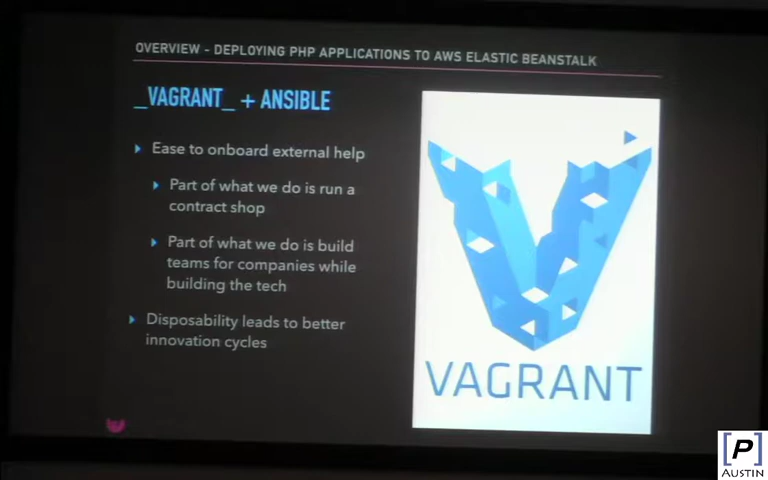 OVERVIEW - DEPLOYING PHP APPLICATIONS TO AWS ELASTIC BEANSTALK
_VAGRANT_ + ANSIBLE
Ease to onboard external help
Part of what we do is run a
contract shop
Part of what we do is build
teams for companies while
building the tech
Disposability leads to better
innovation cycles
VAGRANT
[P]
AUSTIN